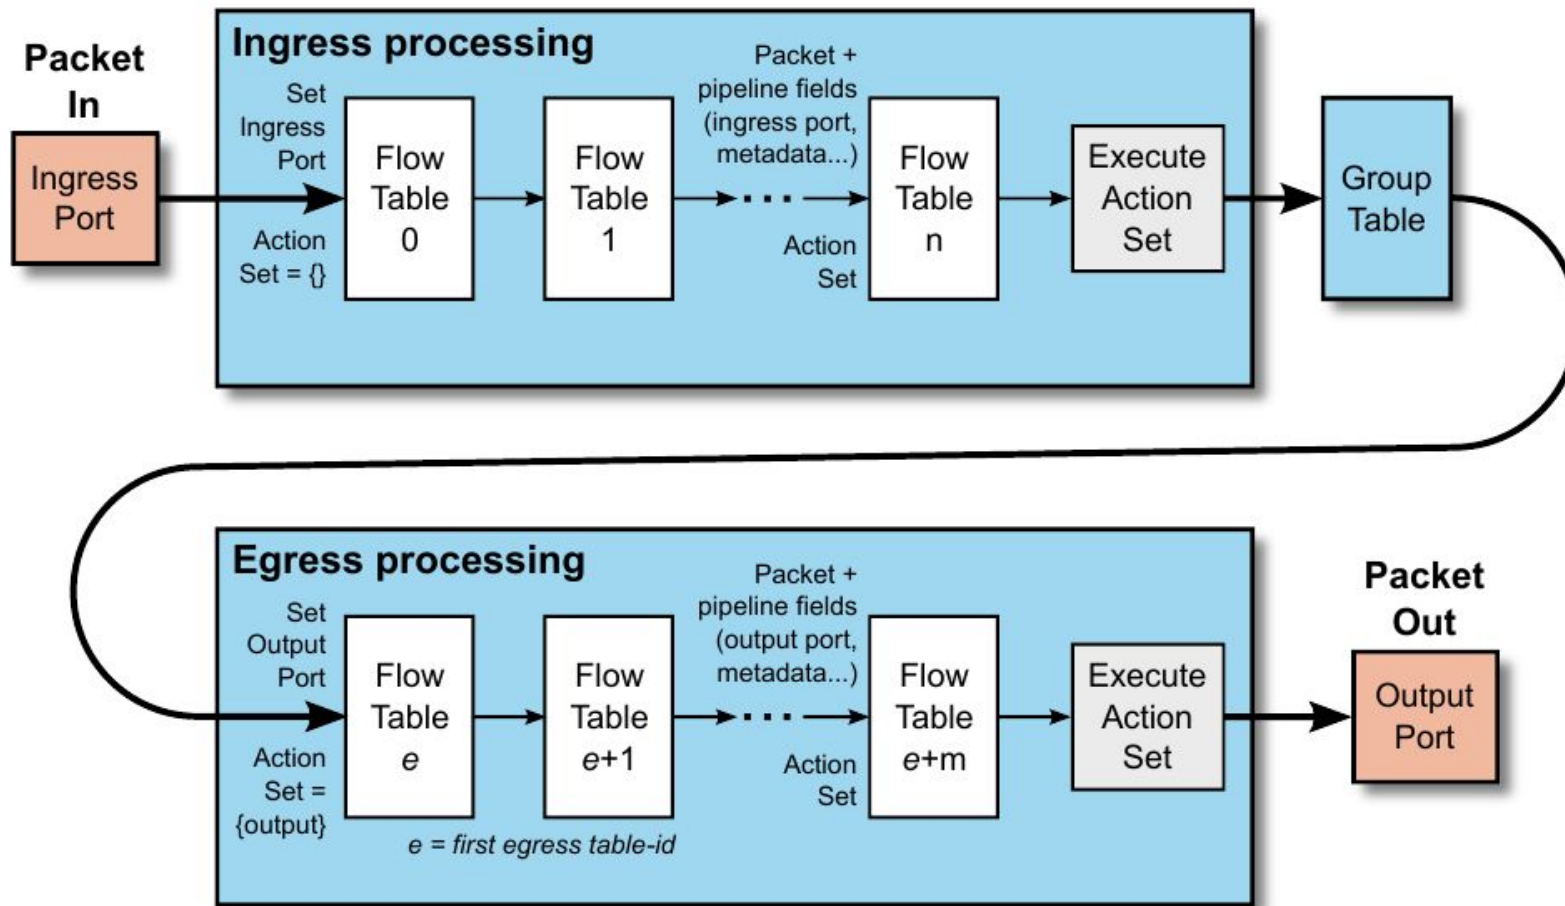 Packet
In
Ingress
Port
Ingress processing
Set
Ingress
Port
Action
Set = {}
Flow
Table
0
Flow
Table
1
Packet +
pipeline fields
(ingress port,
metadata...)
Action
Set
Flow
Table
n
Execute
Action
Set
Group
Table
Egress processing
Set
Output
Port
Action
Set =
{output}
Flow
Table
e
Flow
Table
e+1
e = first egress table-id
Packet +
pipeline fields
(output port,
metadata...)
Action
Set
Flow
Table
e+m
Execute
Action
Set
Packet
Out
Output
Port